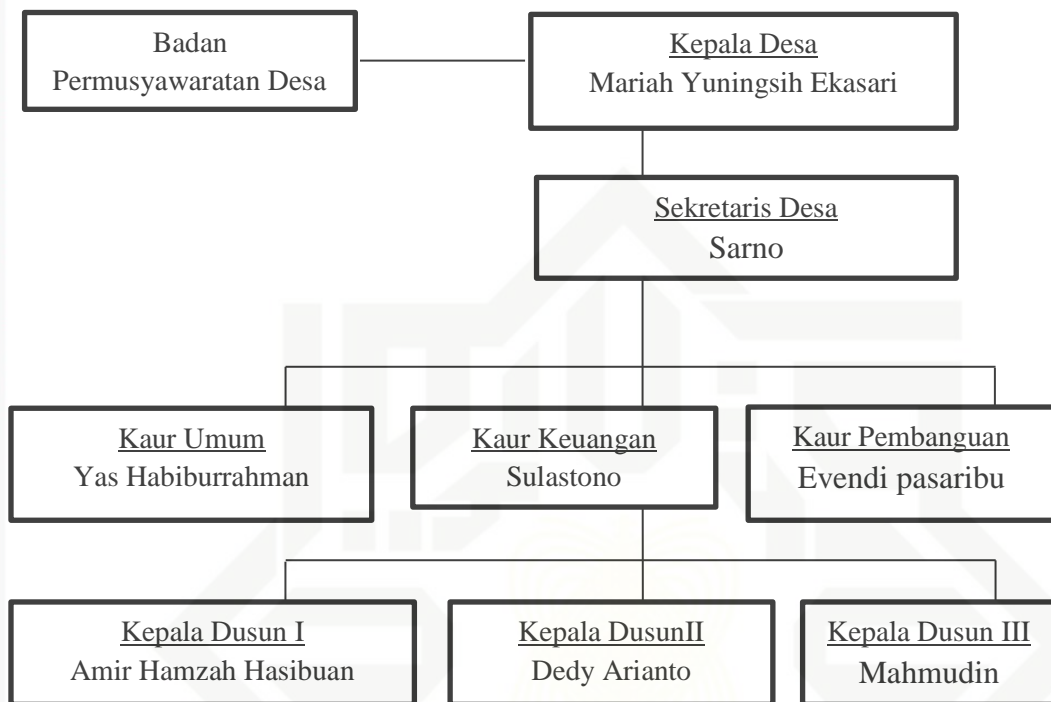 Badan
Permusyawaratan Desa
Kepala Desa
Mariah Yuningsih Ekasari
Sekretaris Desa
Sarno
Kaur Umum
Yas Habiburrahman
Kaur Keuangan
Sulastono
Kaur Pembanguan
Evendi pasaribu
Kepala Dusun I
Amir Hamzah Hasibuan
Kepala DusunII
Dedy Arianto
Kepala Dusun III
Mahmudin